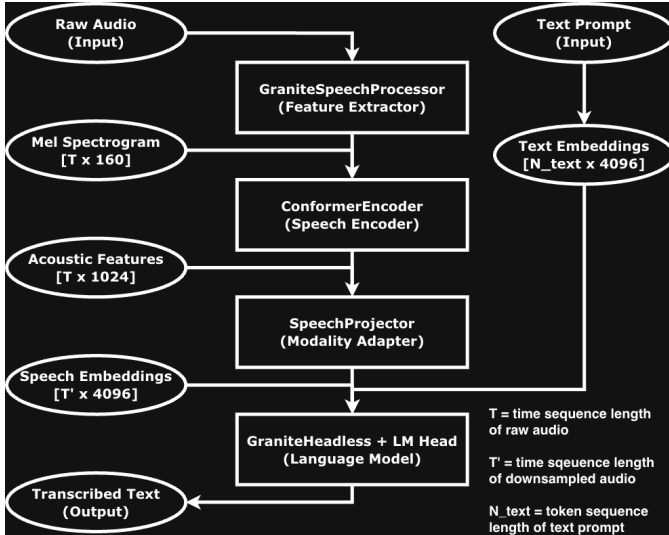 Raw Audio
(Input)
Text Prompt
(Input)
GraniteSpeechProcessor
(Feature Extractor)
Mel Spectrogram
[T x 160]
Text Embeddings
[N_text x 4096]
ConformerEncoder
(Speech Encoder)
Acoustic Features
[T x 1024]
SpeechProjector
(Modality Adapter)
Speech Embeddings
[T' x 4096]
GraniteHeadless + LM Head
(Language Model)
Transcribed Text
(Output)
T = time sequence length
of raw audio
T' = time sqeuence length
of downsampled audio
N_text = token sequence
length of text prompt